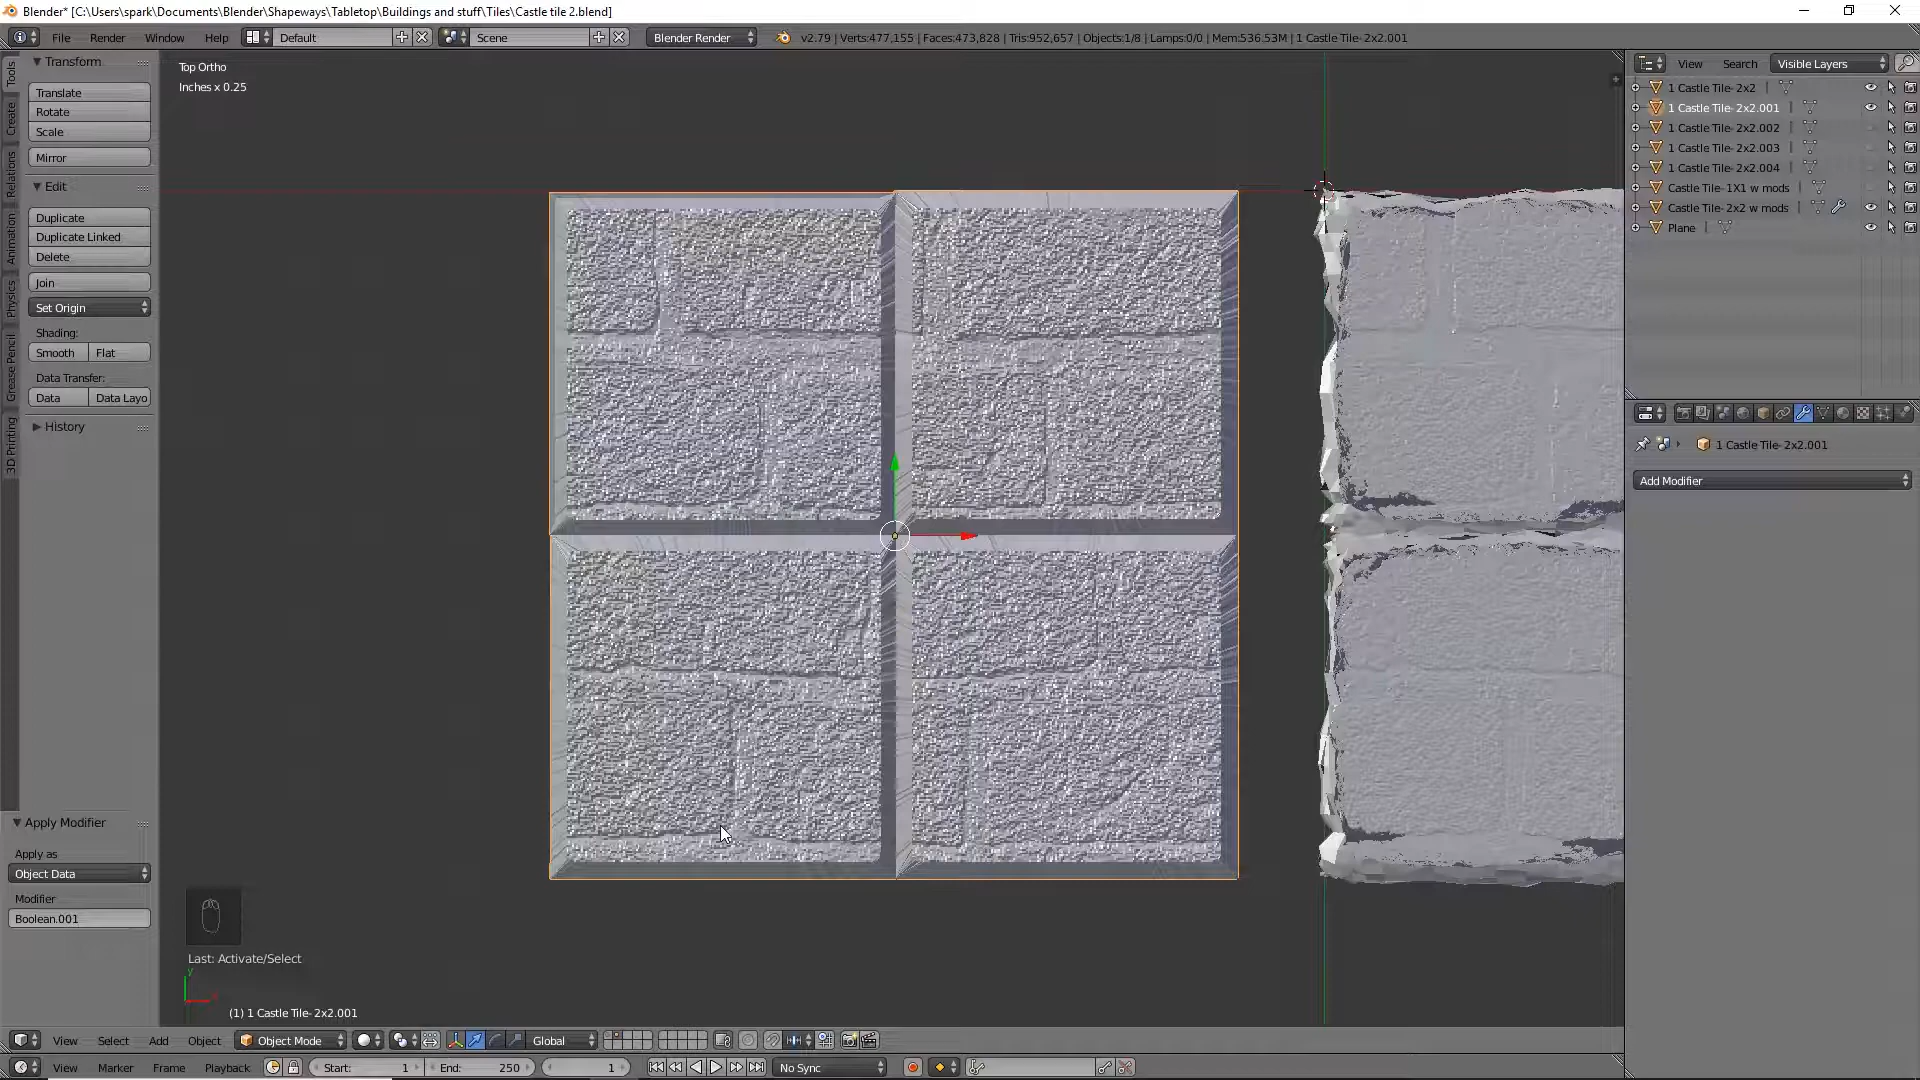 Blender* [C:\Users\spark\Documents\Blender\Shapeways\Tabletop\Buildings and stuff\Tiles\Castle tile 2.blend]
File Render Window Help Default Scene Blender Render v2.79 | Verts:477,155 | Faces:473,828 | Tris:952,657 | Objects:1/8 | Lamps:0/0 | Mem:536.53M | 1 Castle Tile- 2x2.001
Tools
Create
Relations
Animation
Physics
Grease Pencil
3D Printing
Transform
Translate
Rotate
Scale
Mirror
Edit
Duplicate
Duplicate Linked
Delete
Join
Set Origin
Shading:
Smooth Flat
Data Transfer:
Data Data Layo
History
Apply Modifier
Apply as
Object Data
Modifier
Boolean.001
Top Ortho
Inches x 0.25
Last: Activate/Select
y
(1) 1 Castle Tile- 2x2.001
View Search Visible Layers
1 Castle Tile- 2x2
1 Castle Tile- 2x2.001
1 Castle Tile- 2x2.002
1 Castle Tile- 2x2.003
1 Castle Tile- 2x2.004
Castle Tile- 1X1 w mods
Castle Tile- 2x2 w mods
Plane
1 Castle Tile- 2x2.001
Add Modifier
View Select Add Object Object Mode Global
View Marker Frame Playback Start: 1 End: 250 1 No Sync